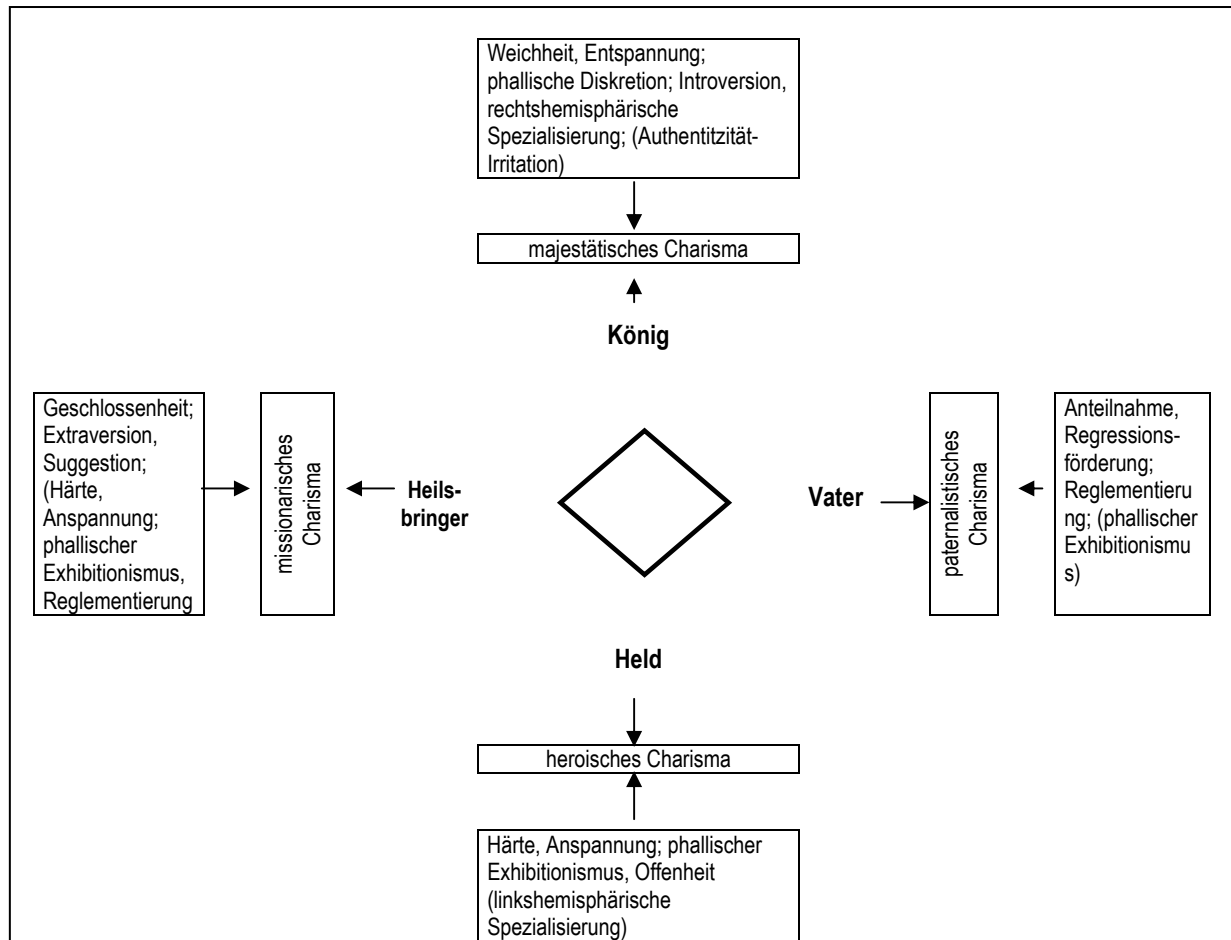 Weichheit, Entspannung;
phallische Diskretion; Introversion,
rechtshemisphärische
Spezialisierung; (Authentitzität-
Irritation)
majestätisches Charisma
König
Geschlossenheit;
Extraversion,
Suggestion;
(Härte,
Anspannung;
phallischer
Exhibitionismus,
Reglementierung
missionarisches
Charisma
Heils-
bringer
Vater
paternalistisches
Charisma
Anteilnahme,
Regressions-
förderung;
Reglementieru
ng; (phallischer
Exhibitionismu
s)
Held
heroisches Charisma
Härte, Anspannung; phallischer
Exhibitionismus, Offenheit
(linkshemisphärische
Spezialisierung)